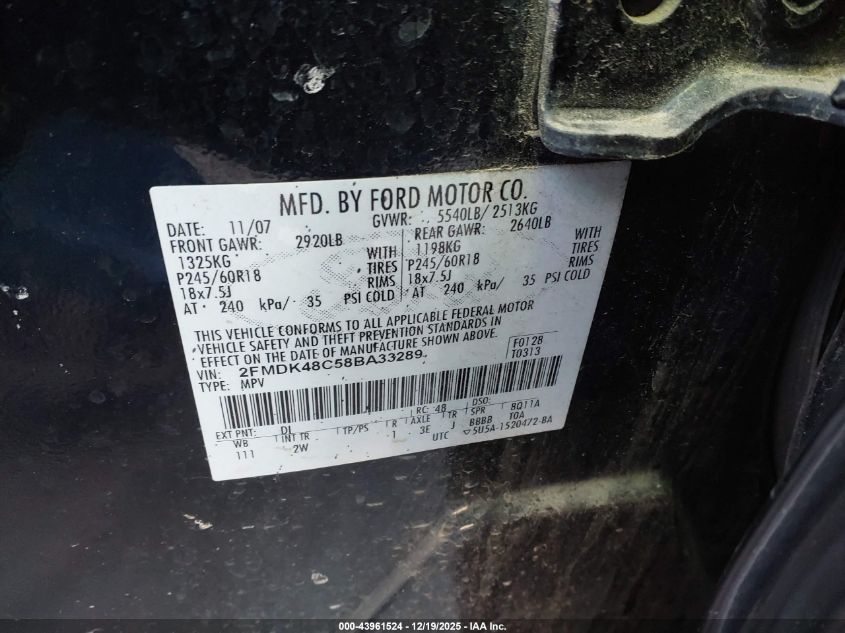 MFD. BY FORD MOTOR CO.
DATE: 11/07 GVWR: 5540LB/ 2513KG
FRONT GAWR: 2920LB REAR GAWR: 2640LB
1325KG WITH 1198KG WITH
P245/60R18 TIRES P245/60R18 TIRES
18x7.5J RIMS 18x7.5J RIMS
AT 240 kPa/ 35 PSI COLD AT 240 kPa/ 35 PSI COLD
THIS VEHICLE CONFORMS TO ALL APPLICABLE FEDERAL MOTOR
VEHICLE SAFETY AND THEFT PREVENTION STANDARDS IN
EFFECT ON THE DATE OF MANUFACTURE SHOWN ABOVE.
VIN: 2FMDK48C58BA33289 F0128
TYPE: MPV T0313
EXT PNT: D1 RC: 48 DSO:
WB INT TR TP/PS R AXLE TR SPR 8Q11A
111 2W 1 3E J BBBB T0A
UTC 5U5A-1520472-BA
000-43961524 - 12/19/2025 - IAA Inc.